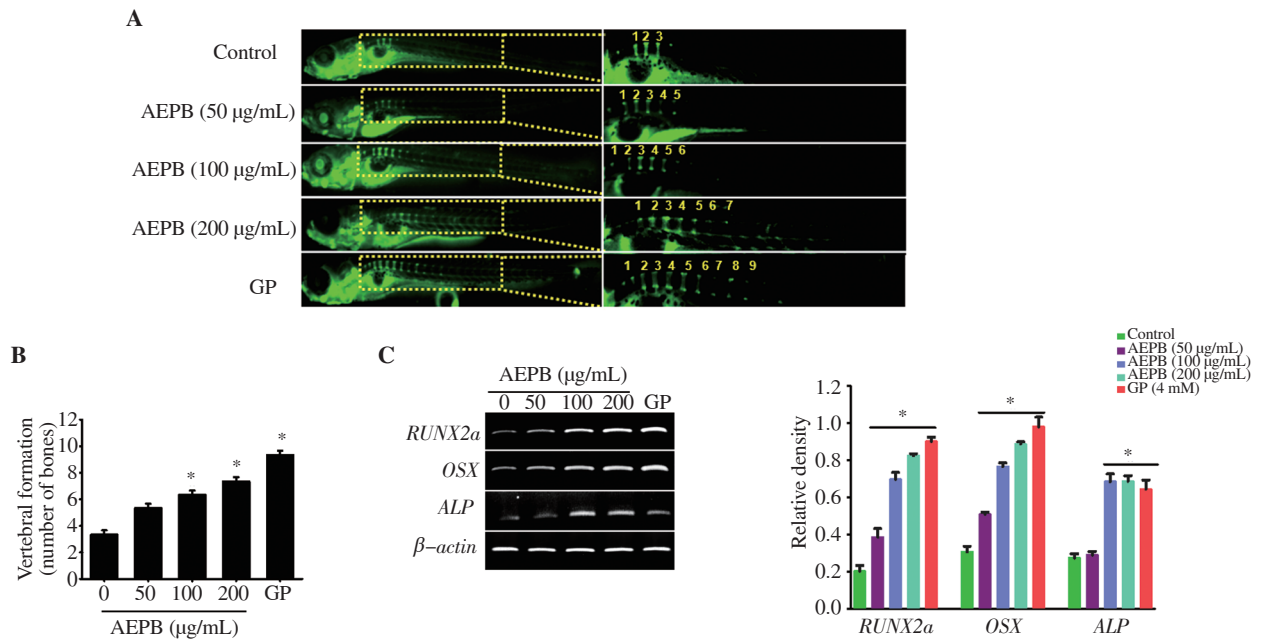 A
Control
1 2 3
AEPB (50 μg/mL)
1 2 3 4 5
AEPB (100 μg/mL)
1 2 3 4 5 6
AEPB (200 μg/mL)
1 2 3 4 5 6 7
GP
1 2 3 4 5 6 7 8 9
B
Vertebral formation
(number of bones)
12
10
8
6
4
2
0
* * *
0 50 100 200 GP
AEPB (μg/mL)
C
AEPB (μg/mL)
0 50 100 200 GP
RUNX2a
OSX
ALP
β–actin
Control
AEPB (50 μg/mL)
AEPB (100 μg/mL)
AEPB (200 μg/mL)
GP (4 mM)
Relative density
1.2
1.0
0.8
0.6
0.4
0.2
0.0
* * *
RUNX2a OSX ALP